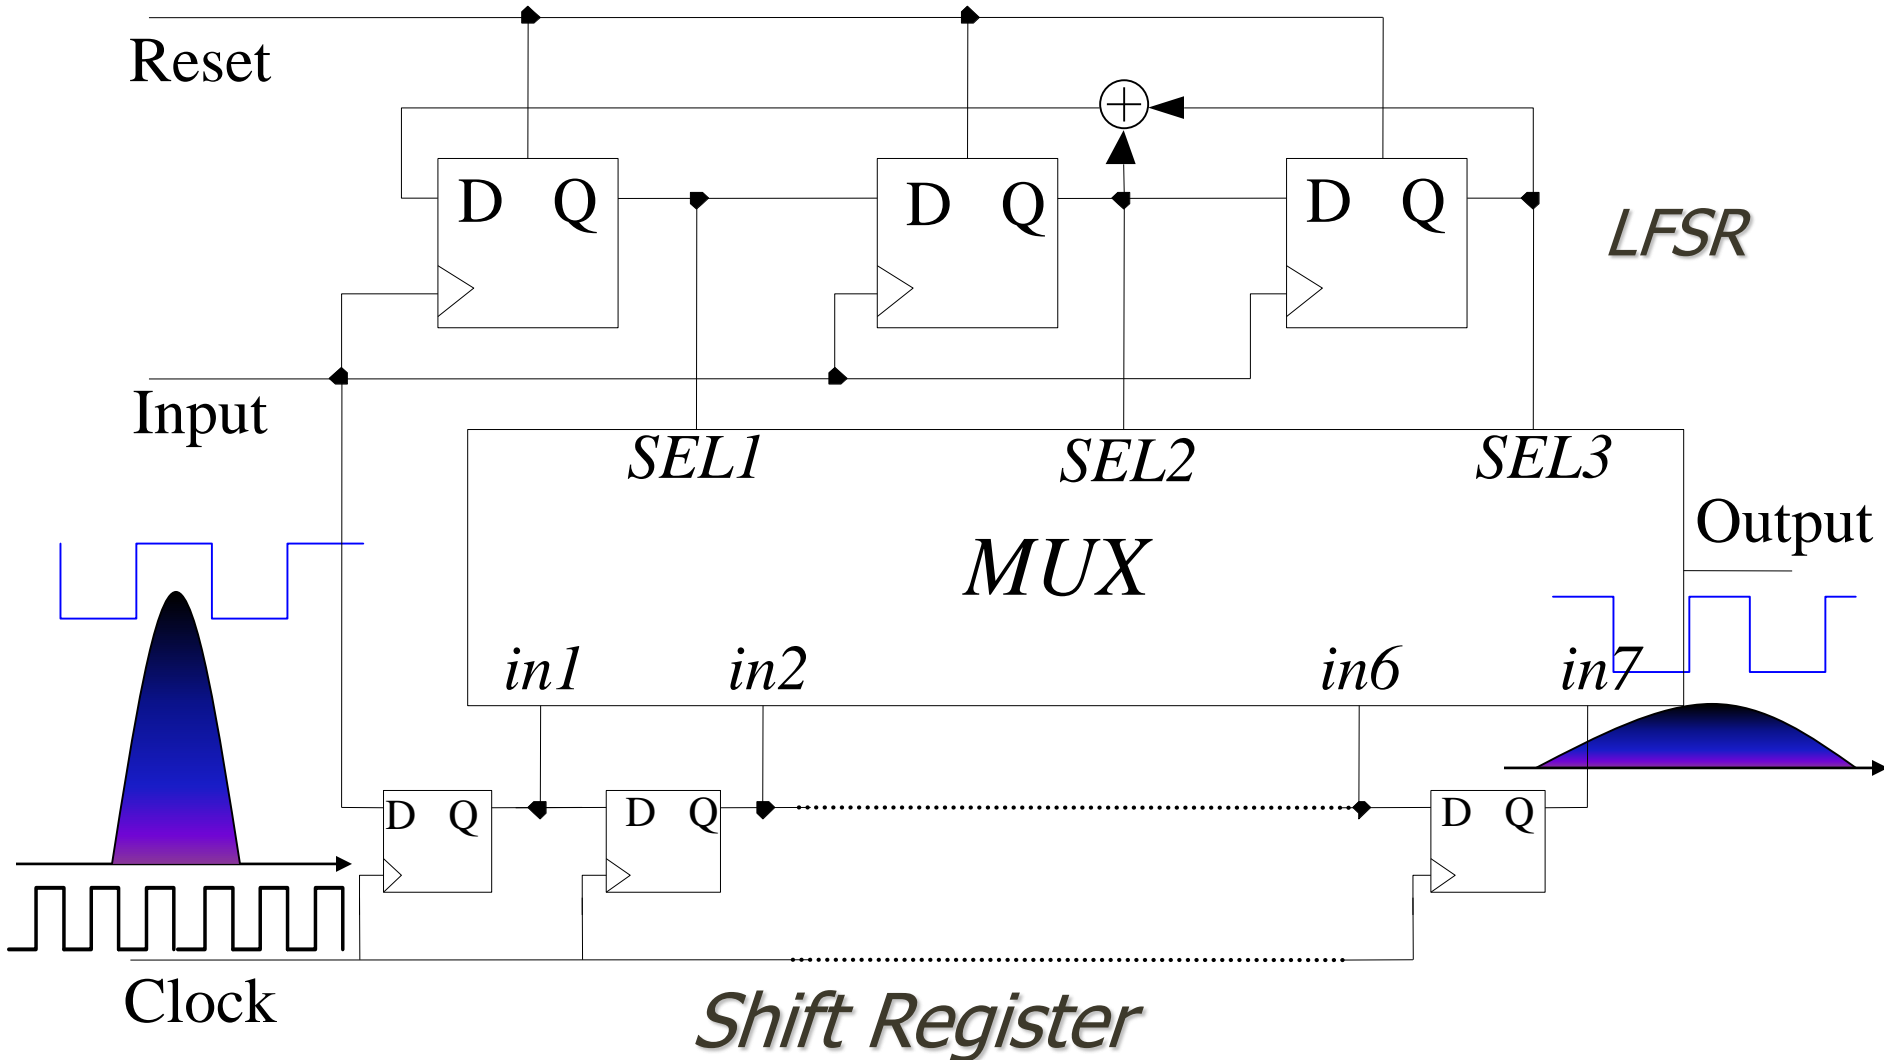 Reset
D Q
D Q
D Q
LFSR
Input
SEL1 SEL2 SEL3
Output
MUX
in1 in2 in6 in7
D Q
D Q
D Q
Clock
Shift Register